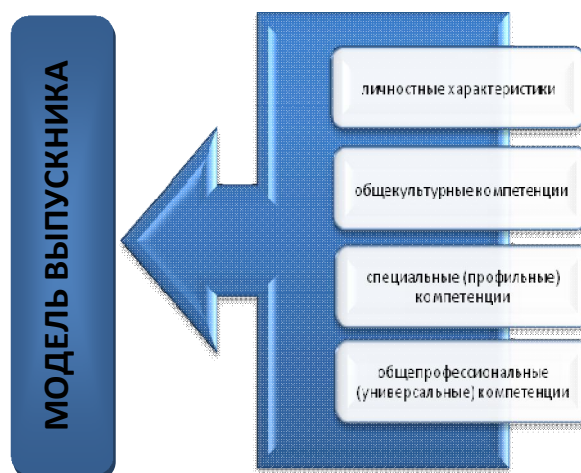 МОДЕЛЬ ВЫПУСКНИКА
личностные характеристики
общекультурные компетенции
специальные (профильные)
компетенции
общепрофессиональные
(универсальные) компетенции